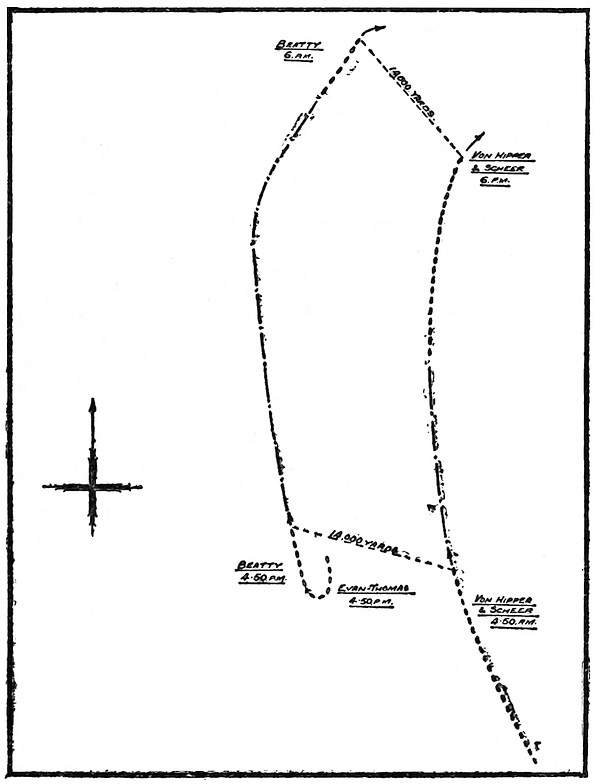 BEATTY
6. P.M.
14,000 YARDS.
VON HIPPER
& SCHEER
6. P.M.
14,000 YARDS
BEATTY
4.50 P.M.
EVAN-THOMAS
4.50 P.M.
VON HIPPER
& SCHEER
4.50. P.M.